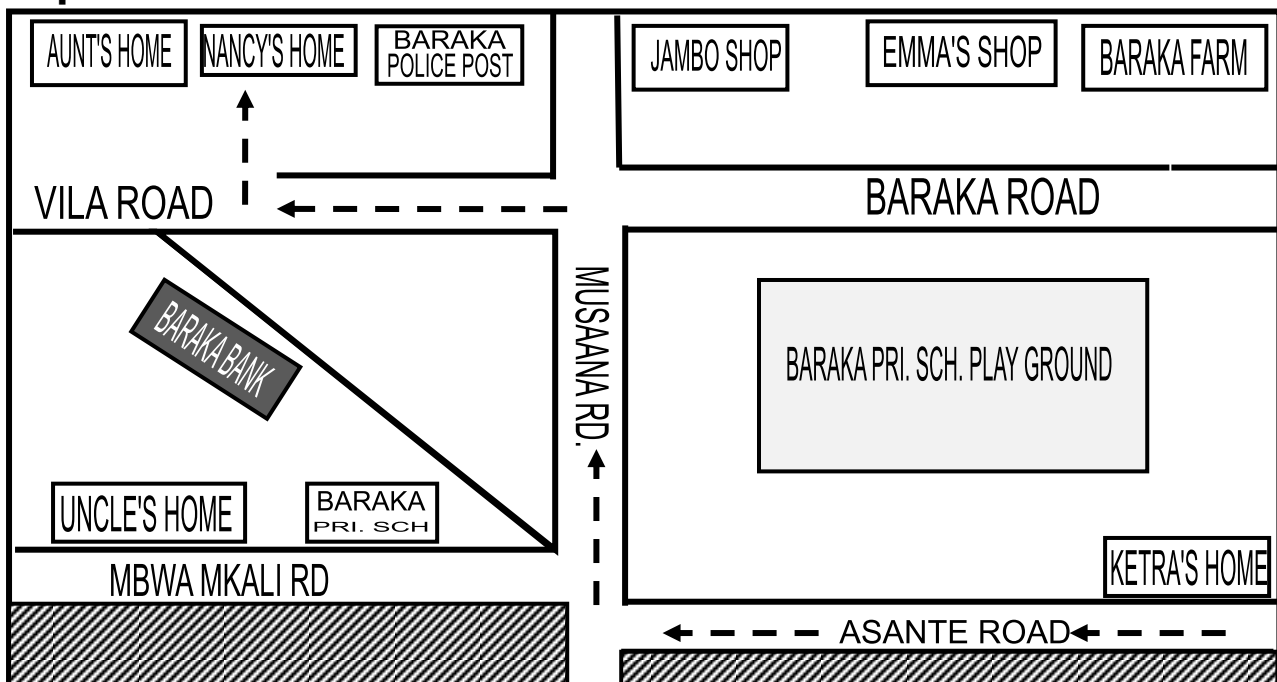 AUNT'S HOME
NANCY'S HOME
BARAKA
POLICE POST
JAMBO SHOP
EMMA'S SHOP
BARAKA FARM
VILA ROAD
BARAKA ROAD
BARAKA BANK
MUSAANA RD.
BARAKA PRI. SCH. PLAY GROUND
UNCLE'S HOME
BARAKA
PRI. SCH
KETRA'S HOME
MBWA MKALI RD
ASANTE ROAD